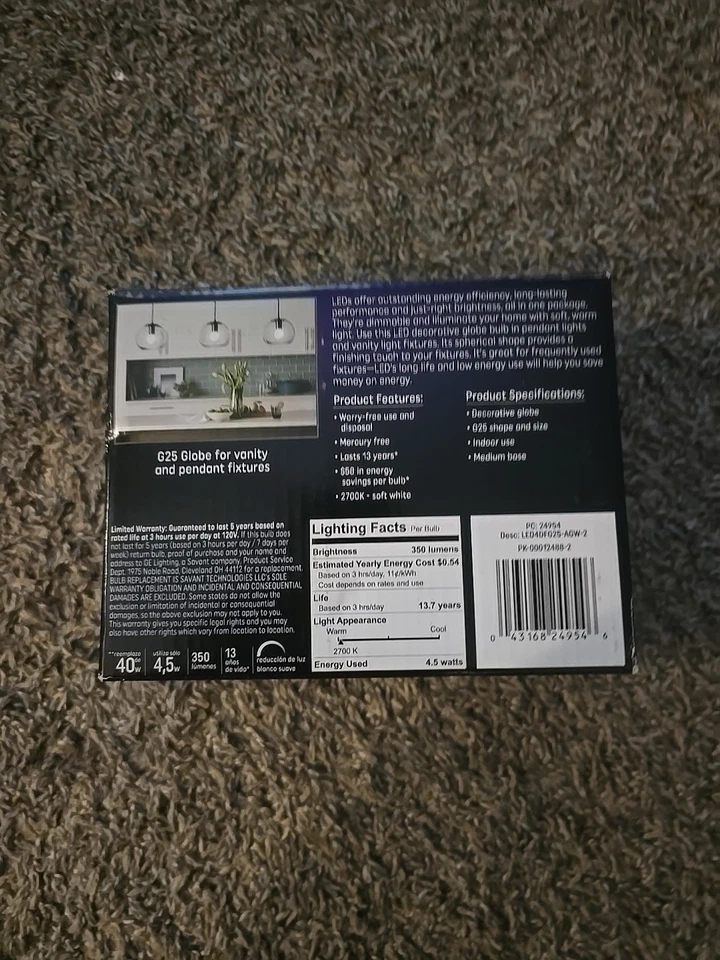 LEDs offer outstanding energy efficiency, long-lasting
performance and just-right brightness, all in one package.
They're dimmable and illuminate your home with soft, warm
light. Use this LED decorative globe bulb in pendant lights
and vanity light fixtures. Its spherical shape provides a
finishing touch to your fixtures. It's great for frequently used
fixtures—LED's long life and low energy use will help you save
money on energy.
G25 Globe for vanity
and pendant fixtures
Product Features:
• Worry-free use and
disposal
• Mercury free
• Lasts 13 years*
• $60 in energy
savings per bulb*
• 2700K - soft white
Product Specifications:
• Decorative globe
• G25 shape and size
• Indoor use
• Medium base
Limited Warranty: Guaranteed to last 5 years based on
rated life at 3 hours use per day at 120V. If this bulb does
not last for 5 years (based on 3 hours per day / 7 days per
week) return bulb, proof of purchase and your name and
address to GE Lighting, a Savant company, Product Service
Dept, 1975 Noble Road, Cleveland OH 44112 for a replacement.
BULB REPLACEMENT IS SAVANT TECHNOLOGIES LLC's SOLE
WARRANTY OBLIGATION AND INCIDENTAL AND CONSEQUENTIAL
DAMAGES ARE EXCLUDED. Some states do not allow the
exclusion or limitation of incidental or consequential
damages, so the above exclusion may not apply to you.
This warranty gives you specific legal rights and you may
also have other rights which vary from location to location.
**reemplaza
40 de W
utiliza sólo
4,5 W
350
lúmenes
13
años
de vida*
reducción de luz
blanco suave
Lighting Facts Per Bulb
Brightness 350 lumens
Estimated Yearly Energy Cost $0.54
Based on 3 hrs/day, 11¢/kWh
Cost depends on rates and use
Life
Based on 3 hrs/day 13.7 years
Light Appearance
Warm Cool
2700 K
Energy Used 4.5 watts
PC: 24954
Desc: LED4DFG25-AGW-2
PK-00012488-2
0 43168 24954 6